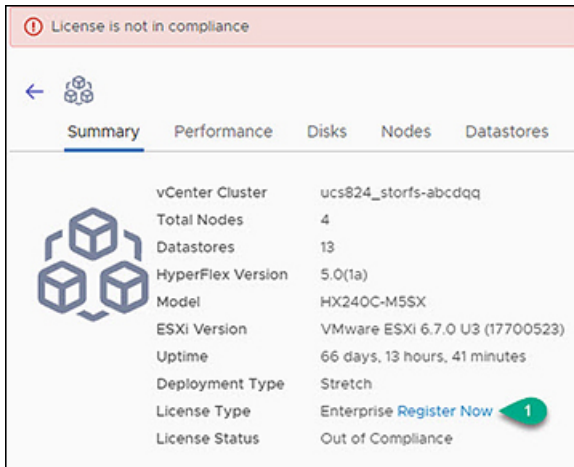 License is not in compliance
Summary Performance Disks Nodes Datastores
vCenter Cluster ucs824_storfs-abcdqq
Total Nodes 4
Datastores 13
HyperFlex Version 5.0(1a)
Model HX240C-M5SX
ESXi Version VMware ESXi 6.7.0 U3 (17700523)
Uptime 66 days, 13 hours, 41 minutes
Deployment Type Stretch
License Type Enterprise Register Now 1
License Status Out of Compliance